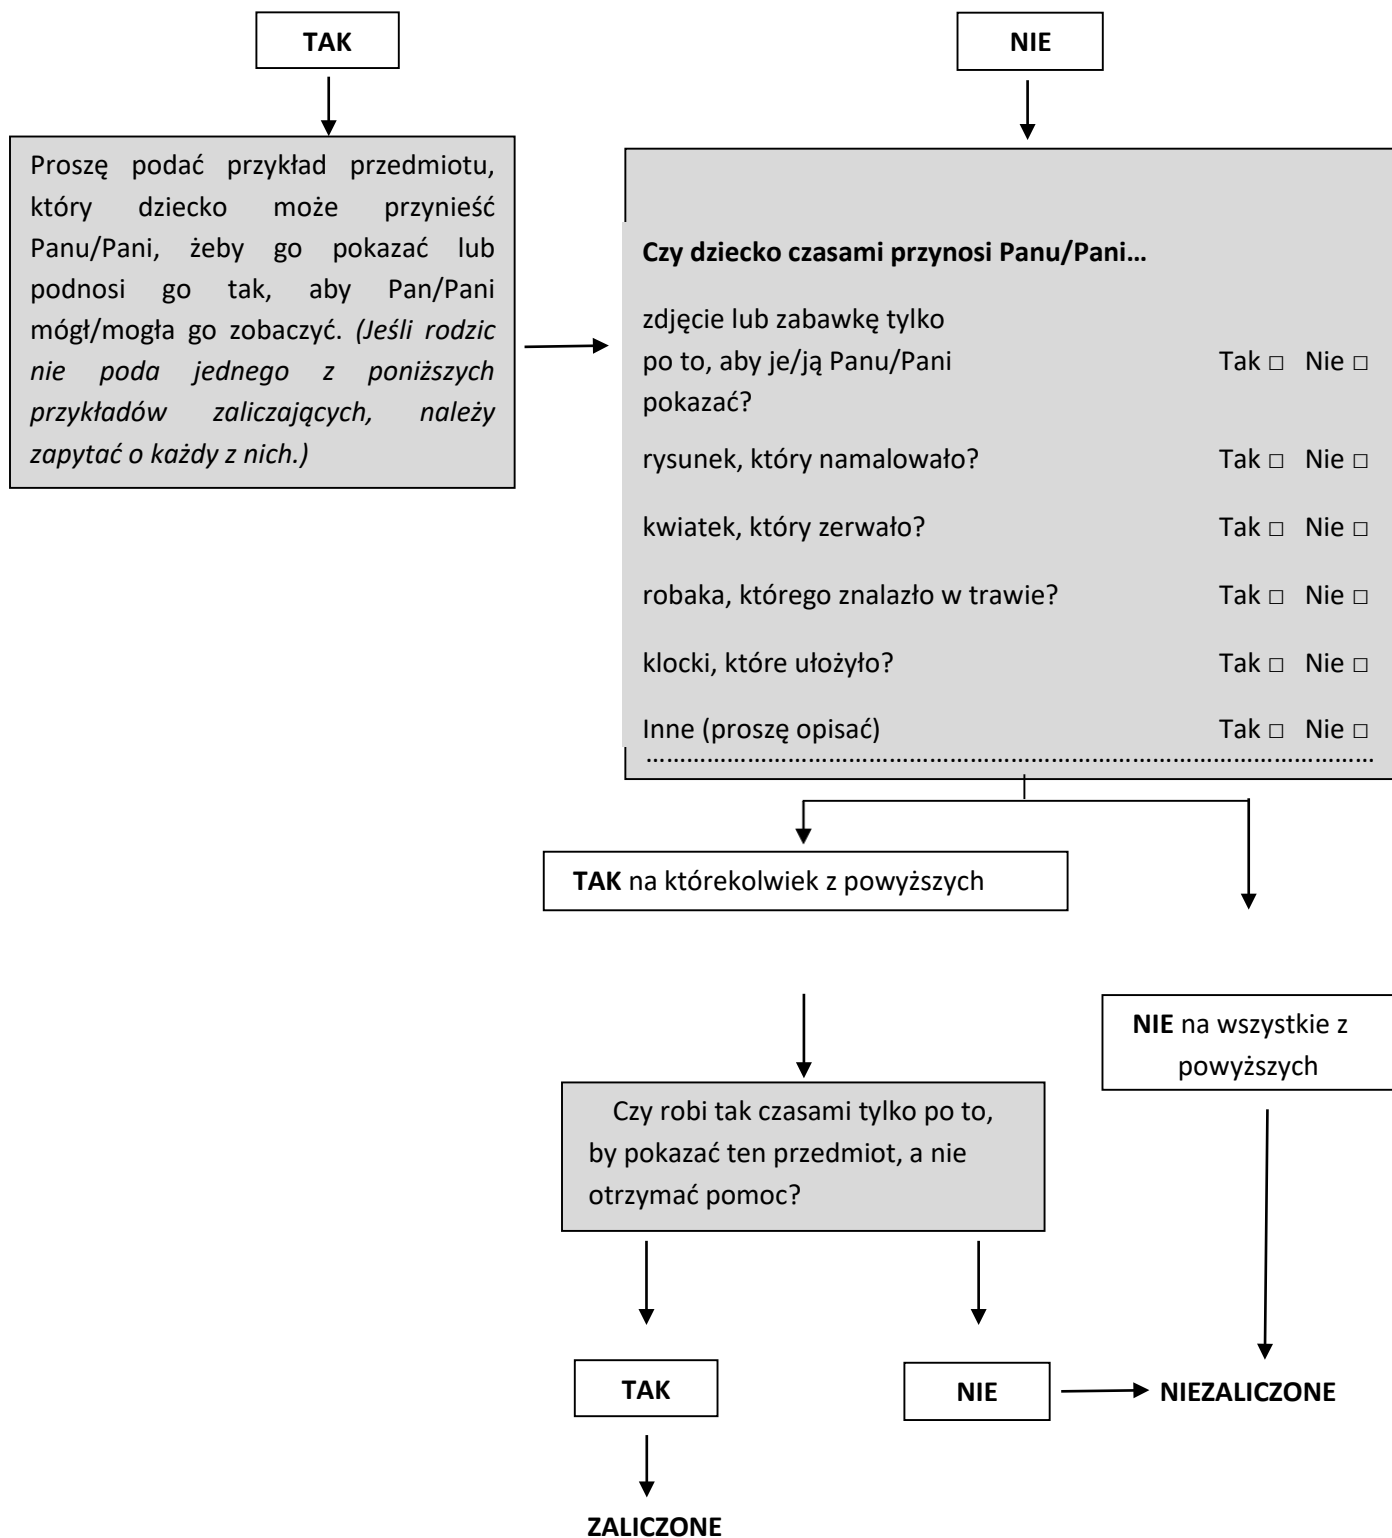 TAK
NIE
Proszę podać przykład przedmiotu,
który dziecko może przynieść
Panu/Pani, żeby go pokazać lub
podnosi go tak, aby Pan/Pani
mógł/mogła go zobaczyć. (Jeśli rodzic
nie poda jednego z poniższych
przykładów zaliczających, należy
zapytać o każdy z nich.)
Czy dziecko czasami przynosi Panu/Pani…
zdjęcie lub zabawkę tylko
po to, aby je/ją Panu/Pani Tak □ Nie □
pokazać?
rysunek, który namalowało? Tak □ Nie □
kwiatek, który zerwało? Tak □ Nie □
robaka, którego znalazło w trawie? Tak □ Nie □
klocki, które ułożyło? Tak □ Nie □
Inne (proszę opisać) Tak □ Nie □
………………………………………………………………………………………………
TAK na którekolwiek z powyższych
NIE na wszystkie z
powyższych
Czy robi tak czasami tylko po to,
by pokazać ten przedmiot, a nie
otrzymać pomoc?
TAK
NIE
NIEZALICZONE
ZALICZONE